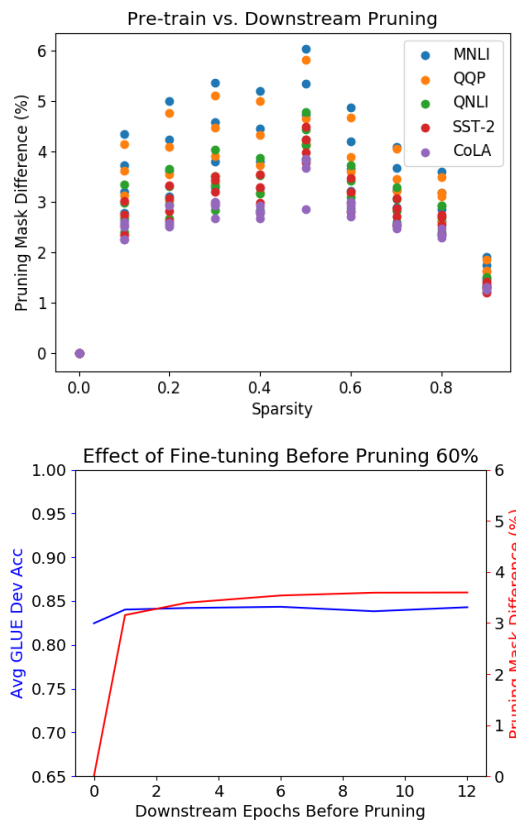 Pre-train vs. Downstream Pruning
Pruning Mask Difference (%)
6
5
4
3
2
1
0
MNLI
QQP
QNLI
SST-2
CoLA
0.0 0.2 0.4 0.6 0.8
Sparsity
Effect of Fine-tuning Before Pruning 60%
Avg GLUE Dev Acc
1.00
0.95
0.90
0.85
0.80
0.75
0.70
0.65
6
5
4
3
2
1
0
Pruning Mask Difference (%)
0 2 4 6 8 10 12
Downstream Epochs Before Pruning